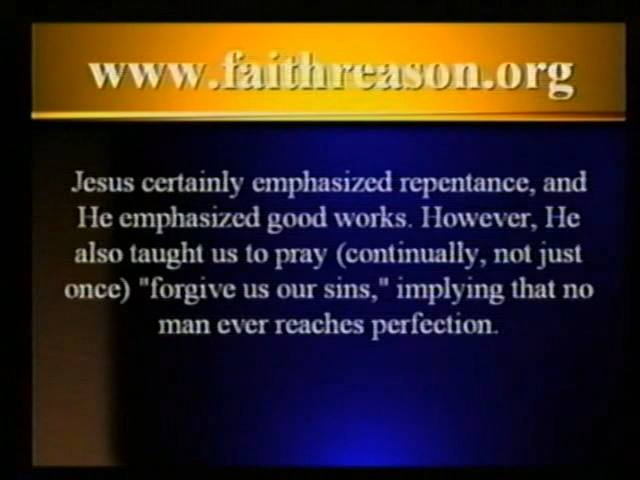 www.faithreason.org
Jesus certainly emphasized repentance, and
He emphasized good works. However, He
also taught us to pray (continually, not just
once) "forgive us our sins," implying that no
man ever reaches perfection.